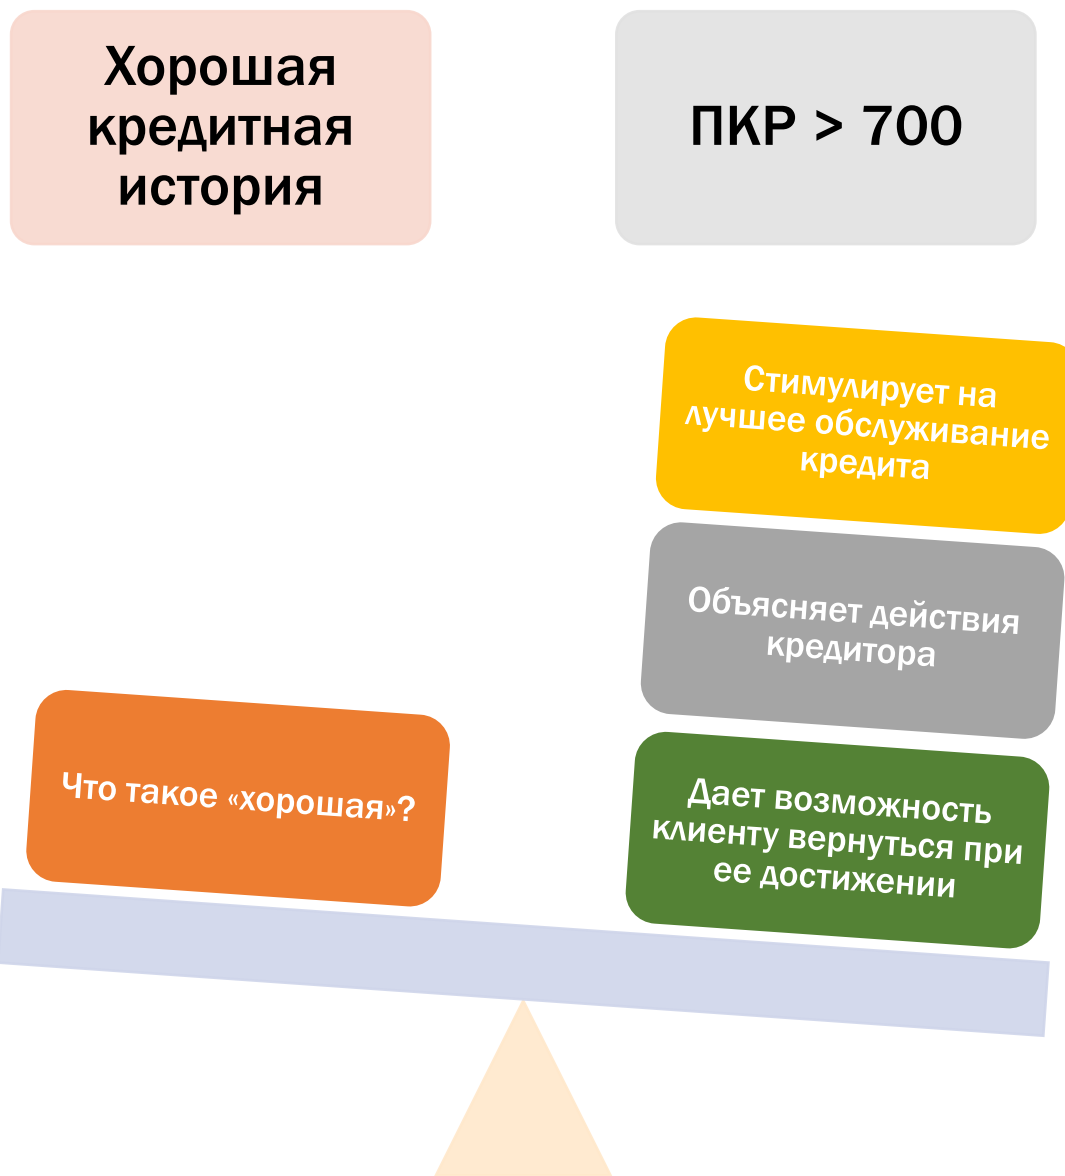 Хорошая
кредитная
история
ПКР > 700
Стимулирует на
лучшее обслуживание
кредита
Объясняет действия
кредитора
Что такое «хорошая»?
Дает возможность
клиенту вернуться при
ее достижении